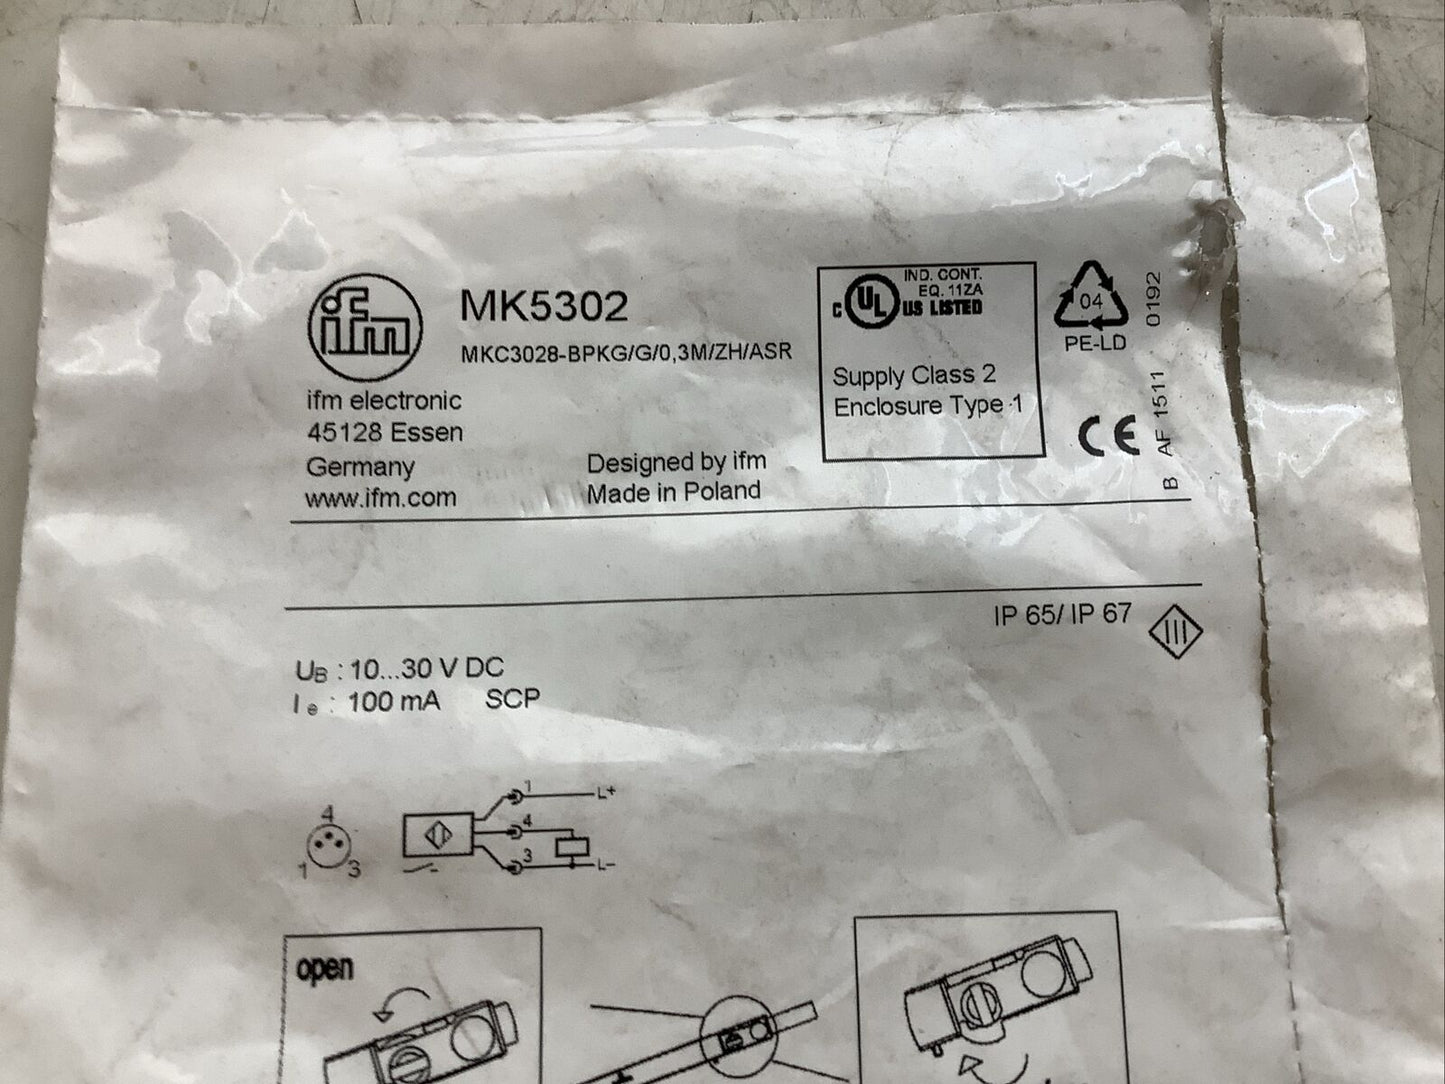 ifm
MK5302
MKC3028-BPKG/G/0,3M/ZH/ASR
ifm electronic
45128 Essen
Germany
www.ifm.com
Designed by ifm
Made in Poland
C UL US LISTED
IND. CONT.
EQ. 11ZA
Supply Class 2
Enclosure Type 1
04
PE-LD
CE
B AF 1511 0192
IP 65/ IP 67
III
UB : 10...30 V DC
Ie : 100 mA SCP
4
1 3
1 L+
4
3 L–
open